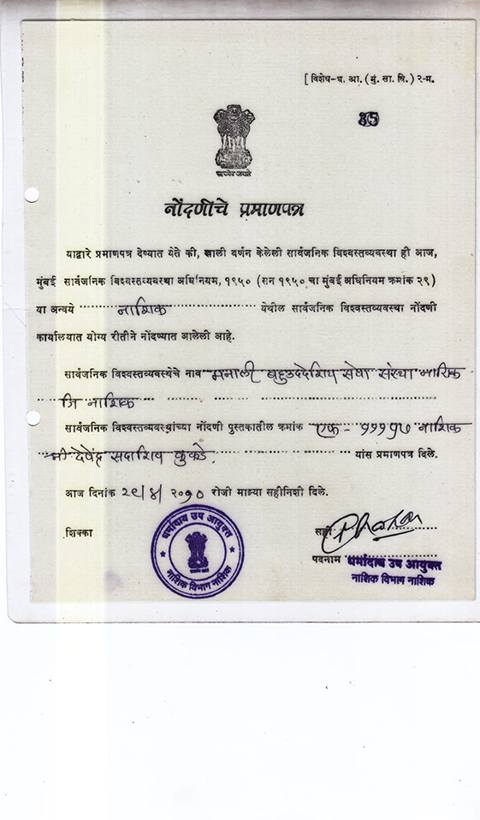 [ विशेष-ध. आ. (मुं. सा. वि.) २-म.
85
सत्यमेव जयते
नोंदणीचे प्रमाणपत्र
याद्वारे प्रमाणपत्र देण्यात येते की, खाली वर्णन केलेली सार्वजनिक विश्वस्तव्यवस्था ही आज,
मुंबई सार्वजनिक विश्वस्तव्यवस्था अधिनियम, १९५० (सन १९५० चा मुंबई अधिनियम क्रमांक २९)
या अन्वये नाशिक येथील सार्वजनिक विश्वस्तव्यवस्था नोंदणी
कार्यालयात योग्य रीतीने नोंदण्यात आलेली आहे.
सार्वजनिक विश्वस्तव्यवस्थेचे नाव मनाली बहुउददेशिय सेवा संस्था नाशिक
जि नाशिक
सार्वजनिक विश्वस्तव्यवस्थांच्या नोंदणी पुस्तकातील क्रमांक एफ- नाशिक
श्री देवेंद्र सदाशिव कुकडे. यांस प्रमाणपत्र दिले.
आज दिनांक २९/४/२०१० रोजी माझ्या सहीनिशी दिले.
शिक्का
सही
पदनाम धर्मादाय उप आयुक्त
नाशिक विभाग नाशिक
धर्मादाय उप आयुक्त
नाशिक विभाग नाशिक